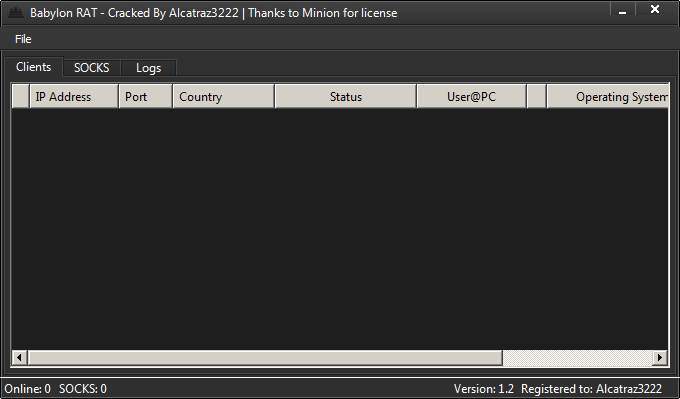 Babylon RAT - Cracked By Alcatraz3222 | Thanks to Minion for license
File
Clients SOCKS Logs
IP Address Port Country Status User@PC Operating System
Online: 0 SOCKS: 0 Version: 1.2 Registered to: Alcatraz3222